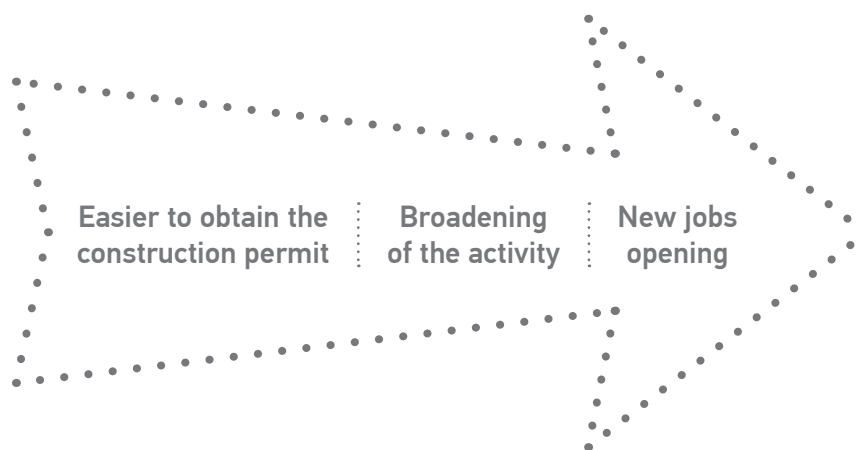 Easier to obtain the
construction permit
Broadening
of the activity
New jobs
opening